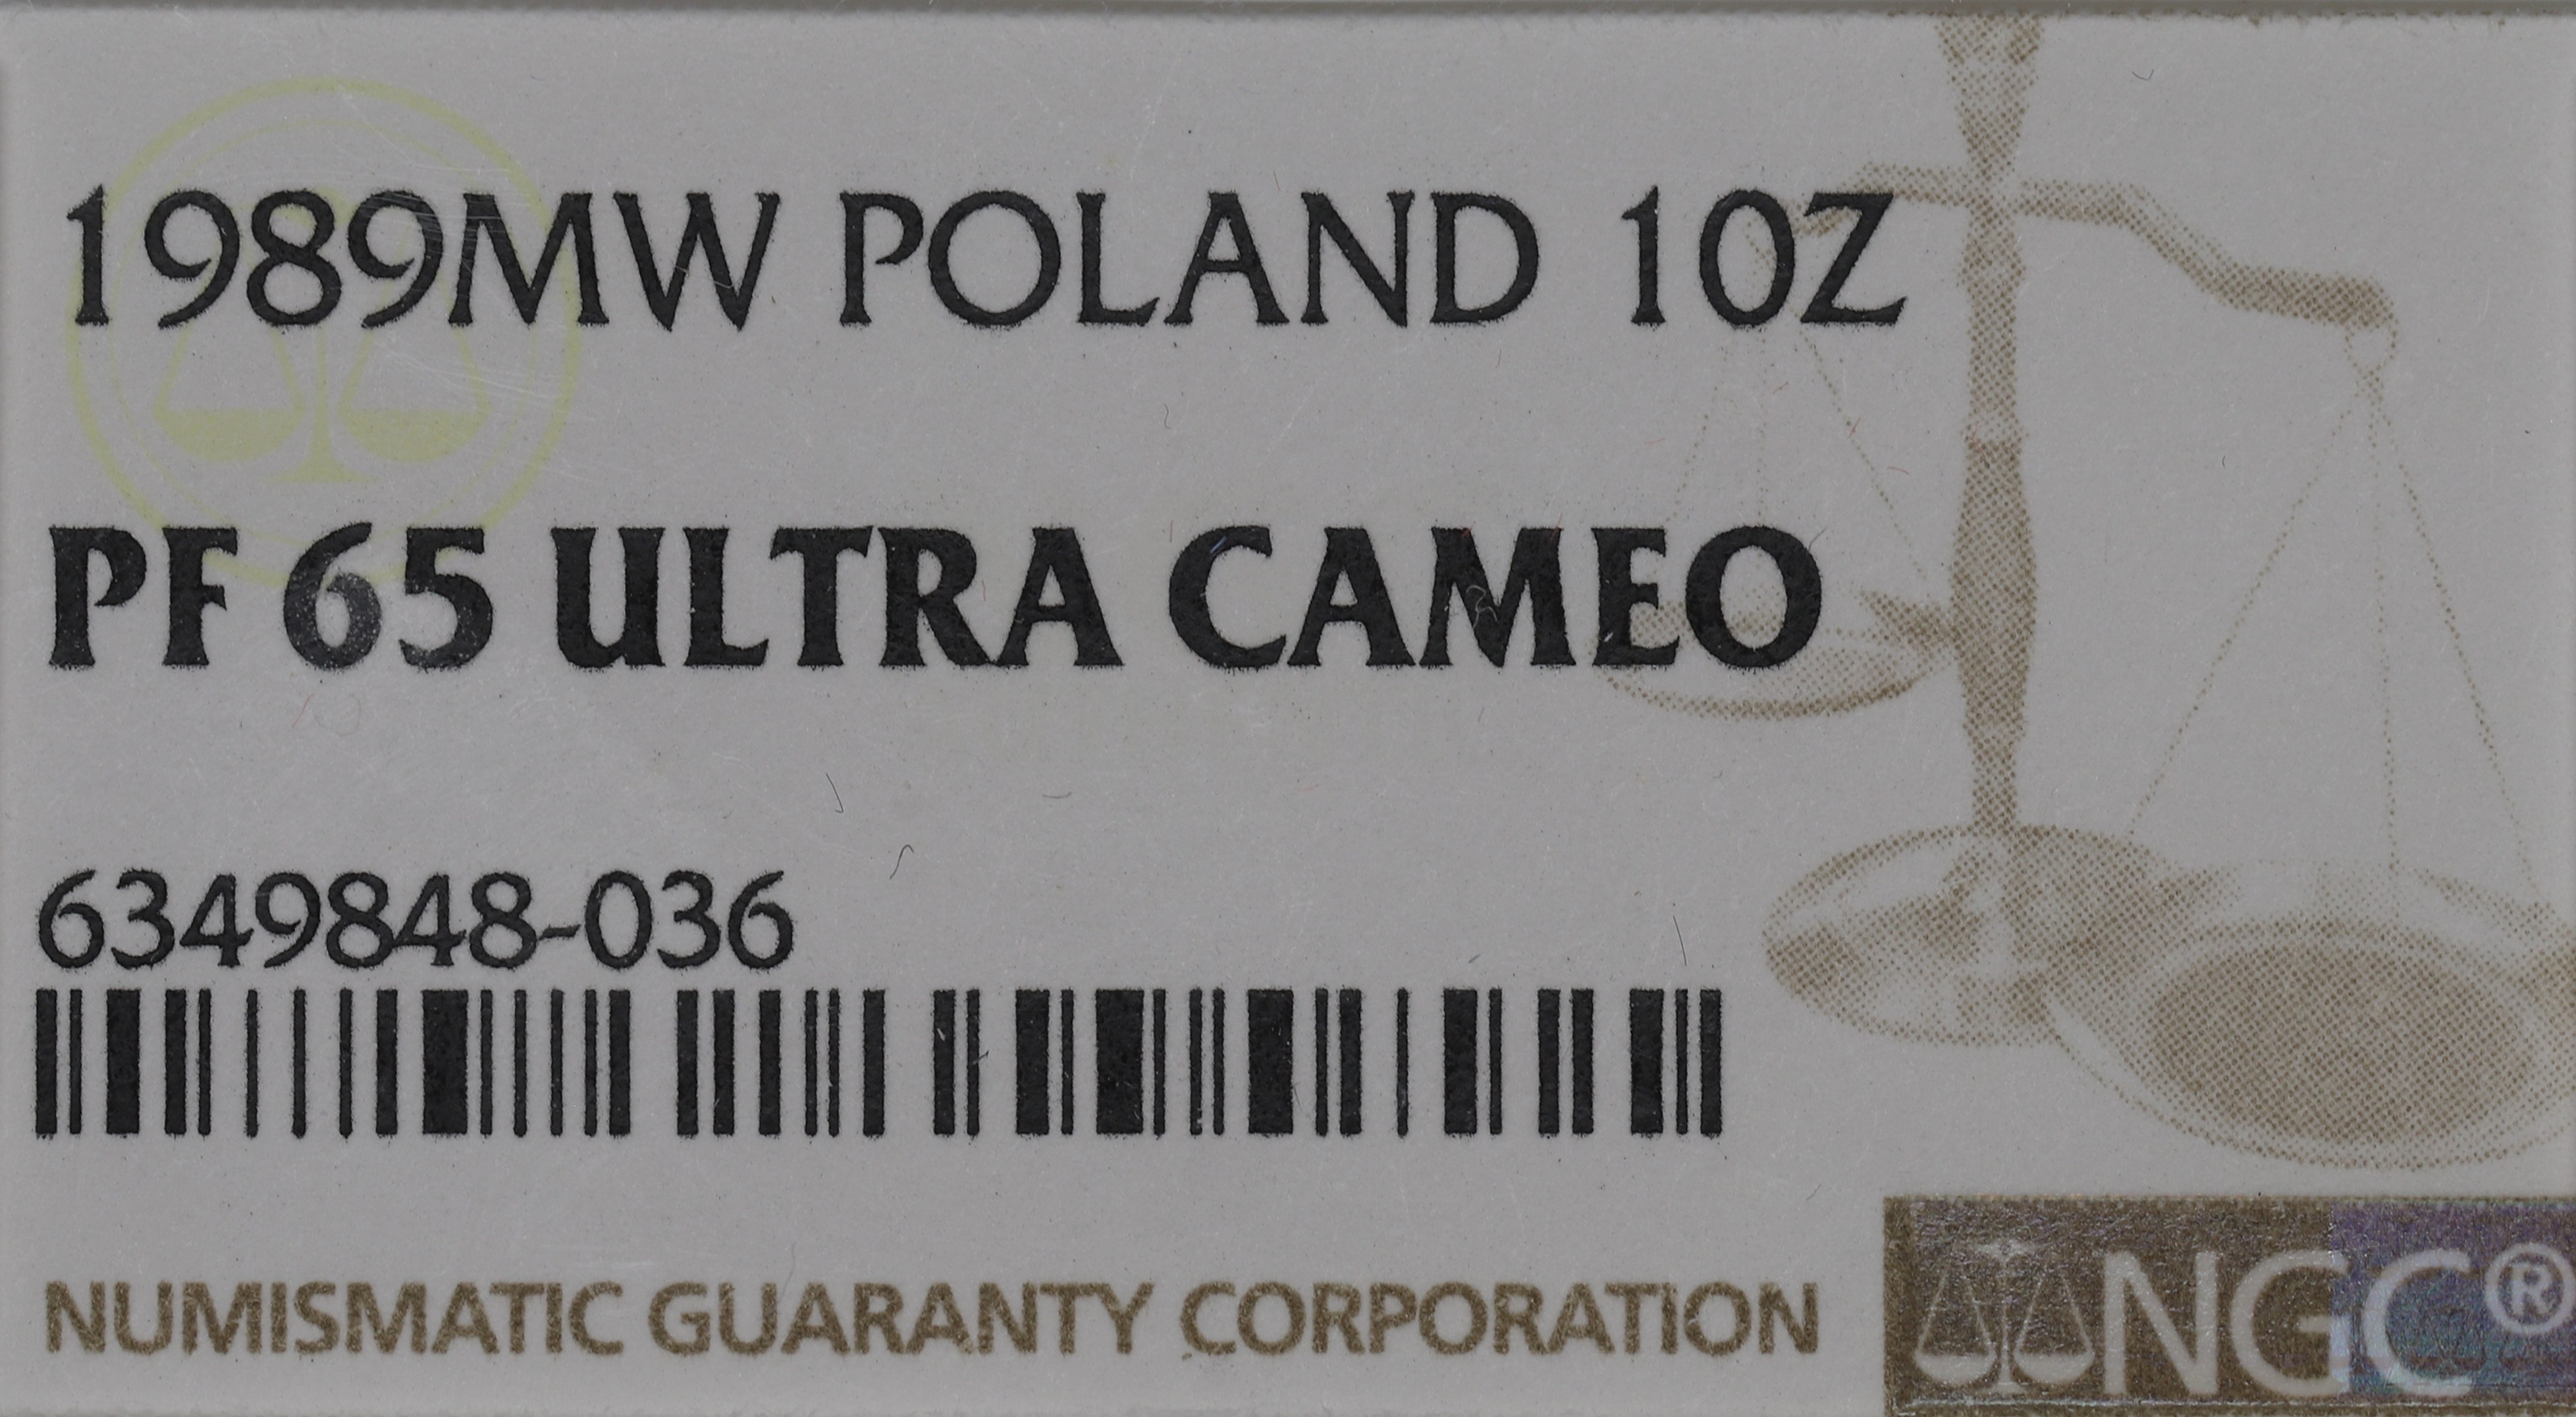 1989MW POLAND 10Z
PF 65 ULTRA CAMEO
6349848-036
NUMISMATIC GUARANTY CORPORATION
NGC®